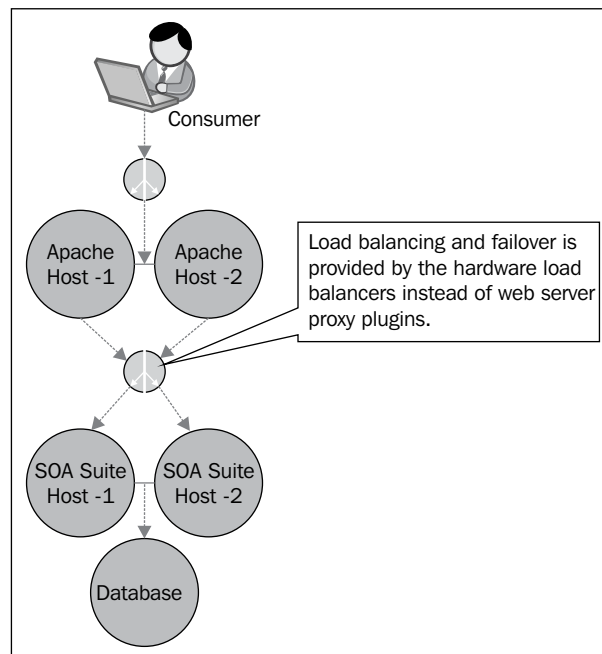 Consumer
Apache
Host -1
Apache
Host -2
Load balancing and failover is
provided by the hardware load
balancers instead of web server
proxy plugins.
SOA Suite
Host -1
SOA Suite
Host -2
Database